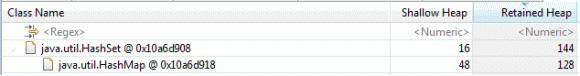 Class Name Shallow Heap Retained Heap
<Regex> <Numeric> <Numeric>
java.util.HashSet @ 0x10a6d908 16 144
java.util.HashMap @ 0x10a6d918 48 128